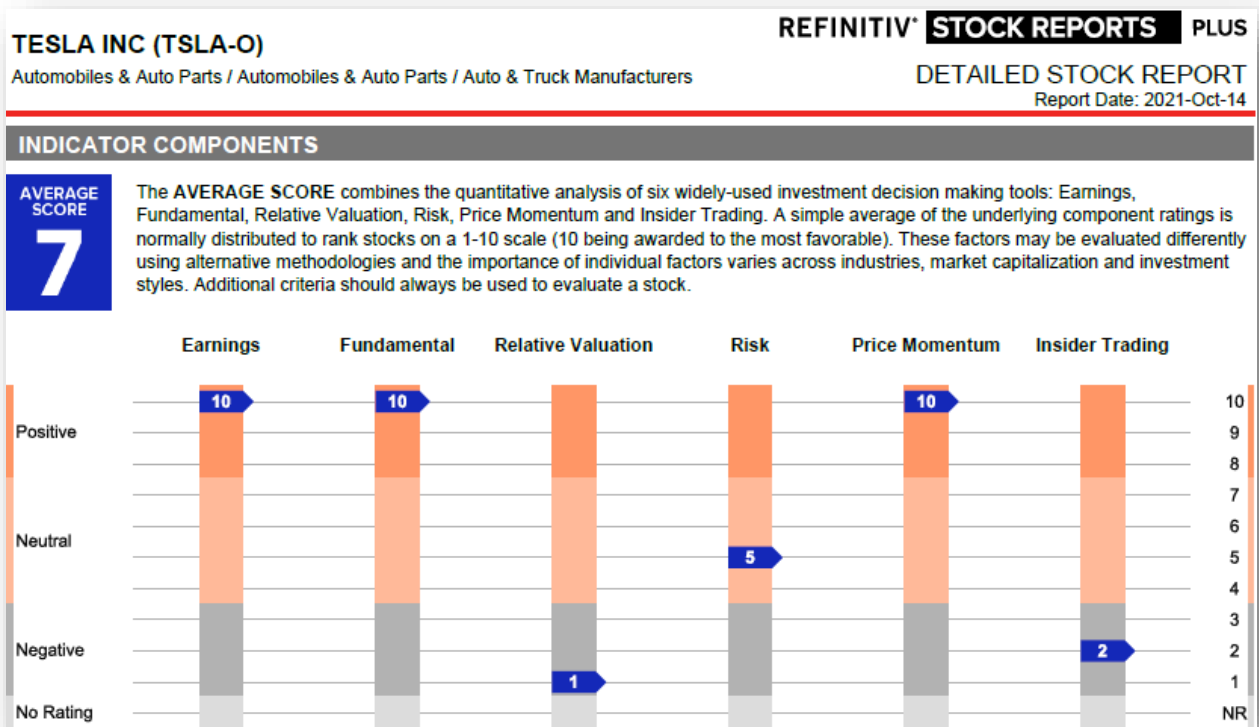 REFINITIV® STOCK REPORTS PLUS
TESLA INC (TSLA-O)
Automobiles & Auto Parts / Automobiles & Auto Parts / Auto & Truck Manufacturers
DETAILED STOCK REPORT
Report Date: 2021-Oct-14
INDICATOR COMPONENTS
AVERAGE
SCORE
7
The AVERAGE SCORE combines the quantitative analysis of six widely-used investment decision making tools: Earnings,
Fundamental, Relative Valuation, Risk, Price Momentum and Insider Trading. A simple average of the underlying component ratings is
normally distributed to rank stocks on a 1-10 scale (10 being awarded to the most favorable). These factors may be evaluated differently
using alternative methodologies and the importance of individual factors varies across industries, market capitalization and investment
styles. Additional criteria should always be used to evaluate a stock.
Earnings Fundamental Relative Valuation Risk Price Momentum Insider Trading
10 10 10 10
Positive 9
8
7
6
Neutral
5 5
4
3
Negative 2 2
1 1
No Rating NR